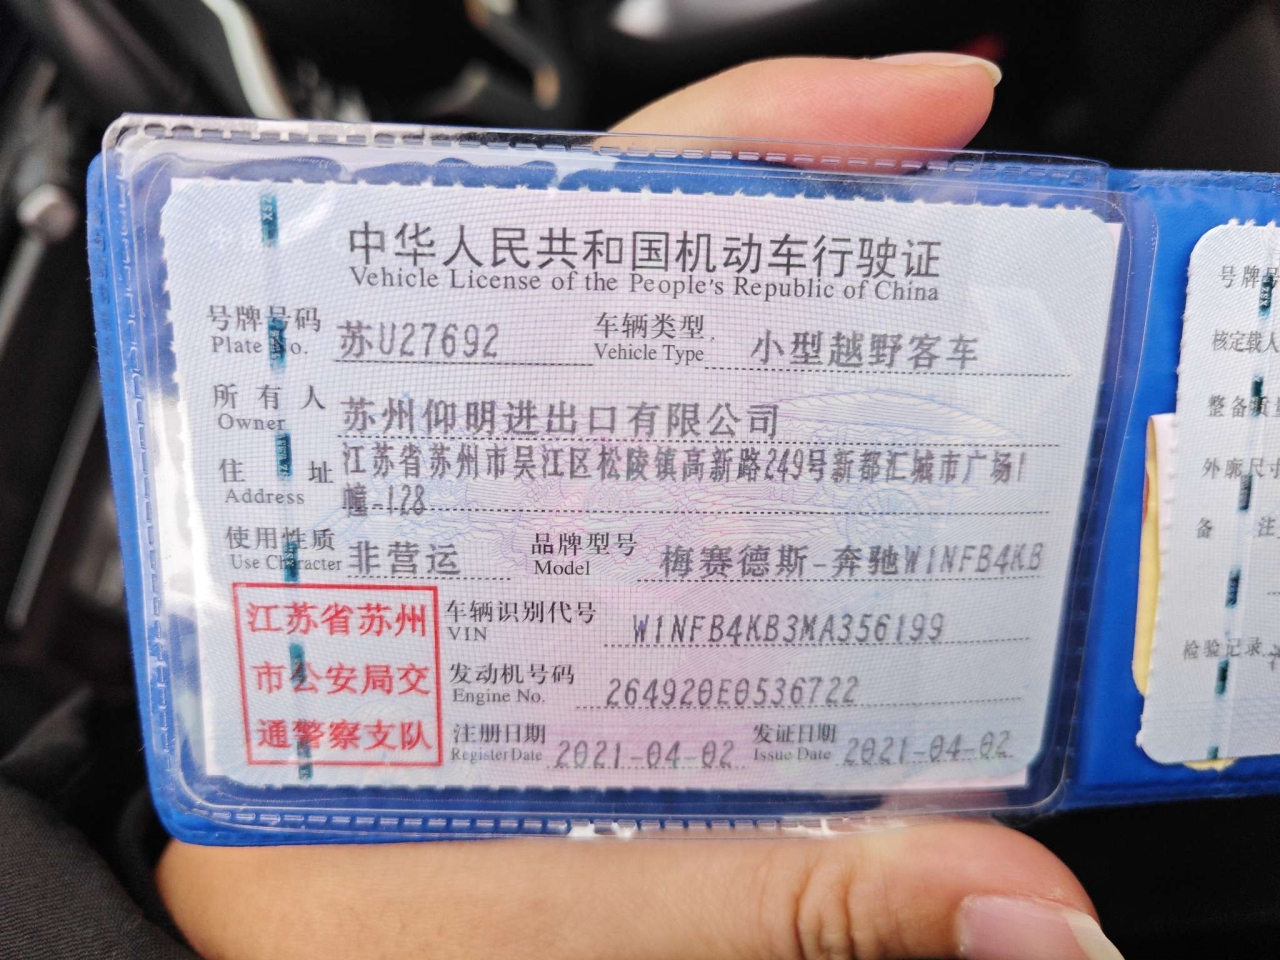 中华人民共和国机动车行驶证
Vehicle License of the People's Republic of China
号牌号码 苏U27692 车辆类型 小型越野客车
Plate No. Vehicle Type
所有人 苏州仰明进出口有限公司
Owner
住址 江苏省苏州市吴江区松陵镇高新路249号新都汇城市广场1
Address 幢-128
使用性质 非营运 品牌型号 梅赛德斯-奔驰W1NFB4KB
Use Character Model
江苏省苏州
市公安局交
通警察支队
车辆识别代号 W1NFB4KB3MA356199
VIN
发动机号码 264920E0536722
Engine No.
注册日期 2021-04-02 发证日期 2021-04-02
Register Date Issue Date
号牌号
核定载人
整备质量
外廓尺寸
备注
检验记录